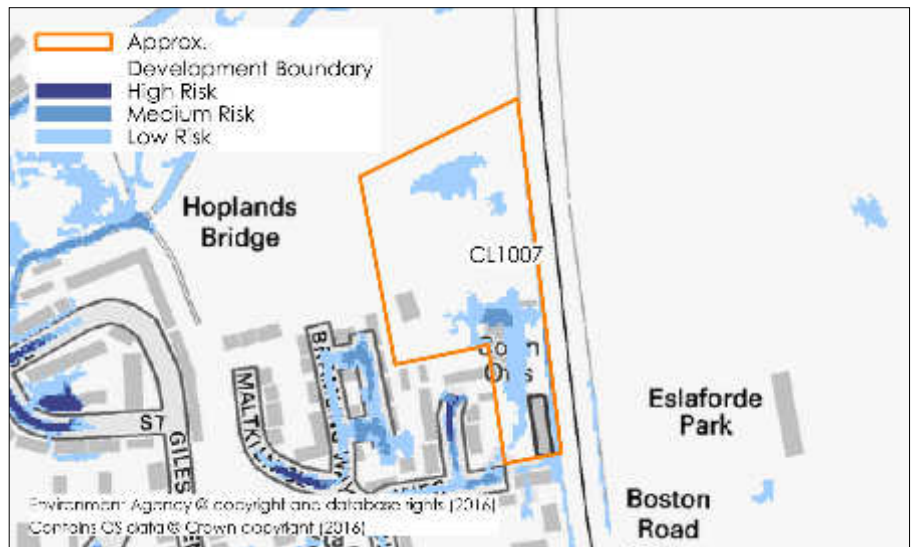 Approx.
Development Boundary
High Risk
Medium Risk
Low Risk
Hoplands
Bridge
CL1007
Eslaforde
Park
ST
GILES
Boston
Road
Environment Agency © copyright and database rights (2016)
Contains OS data © Crown copyright (2016)